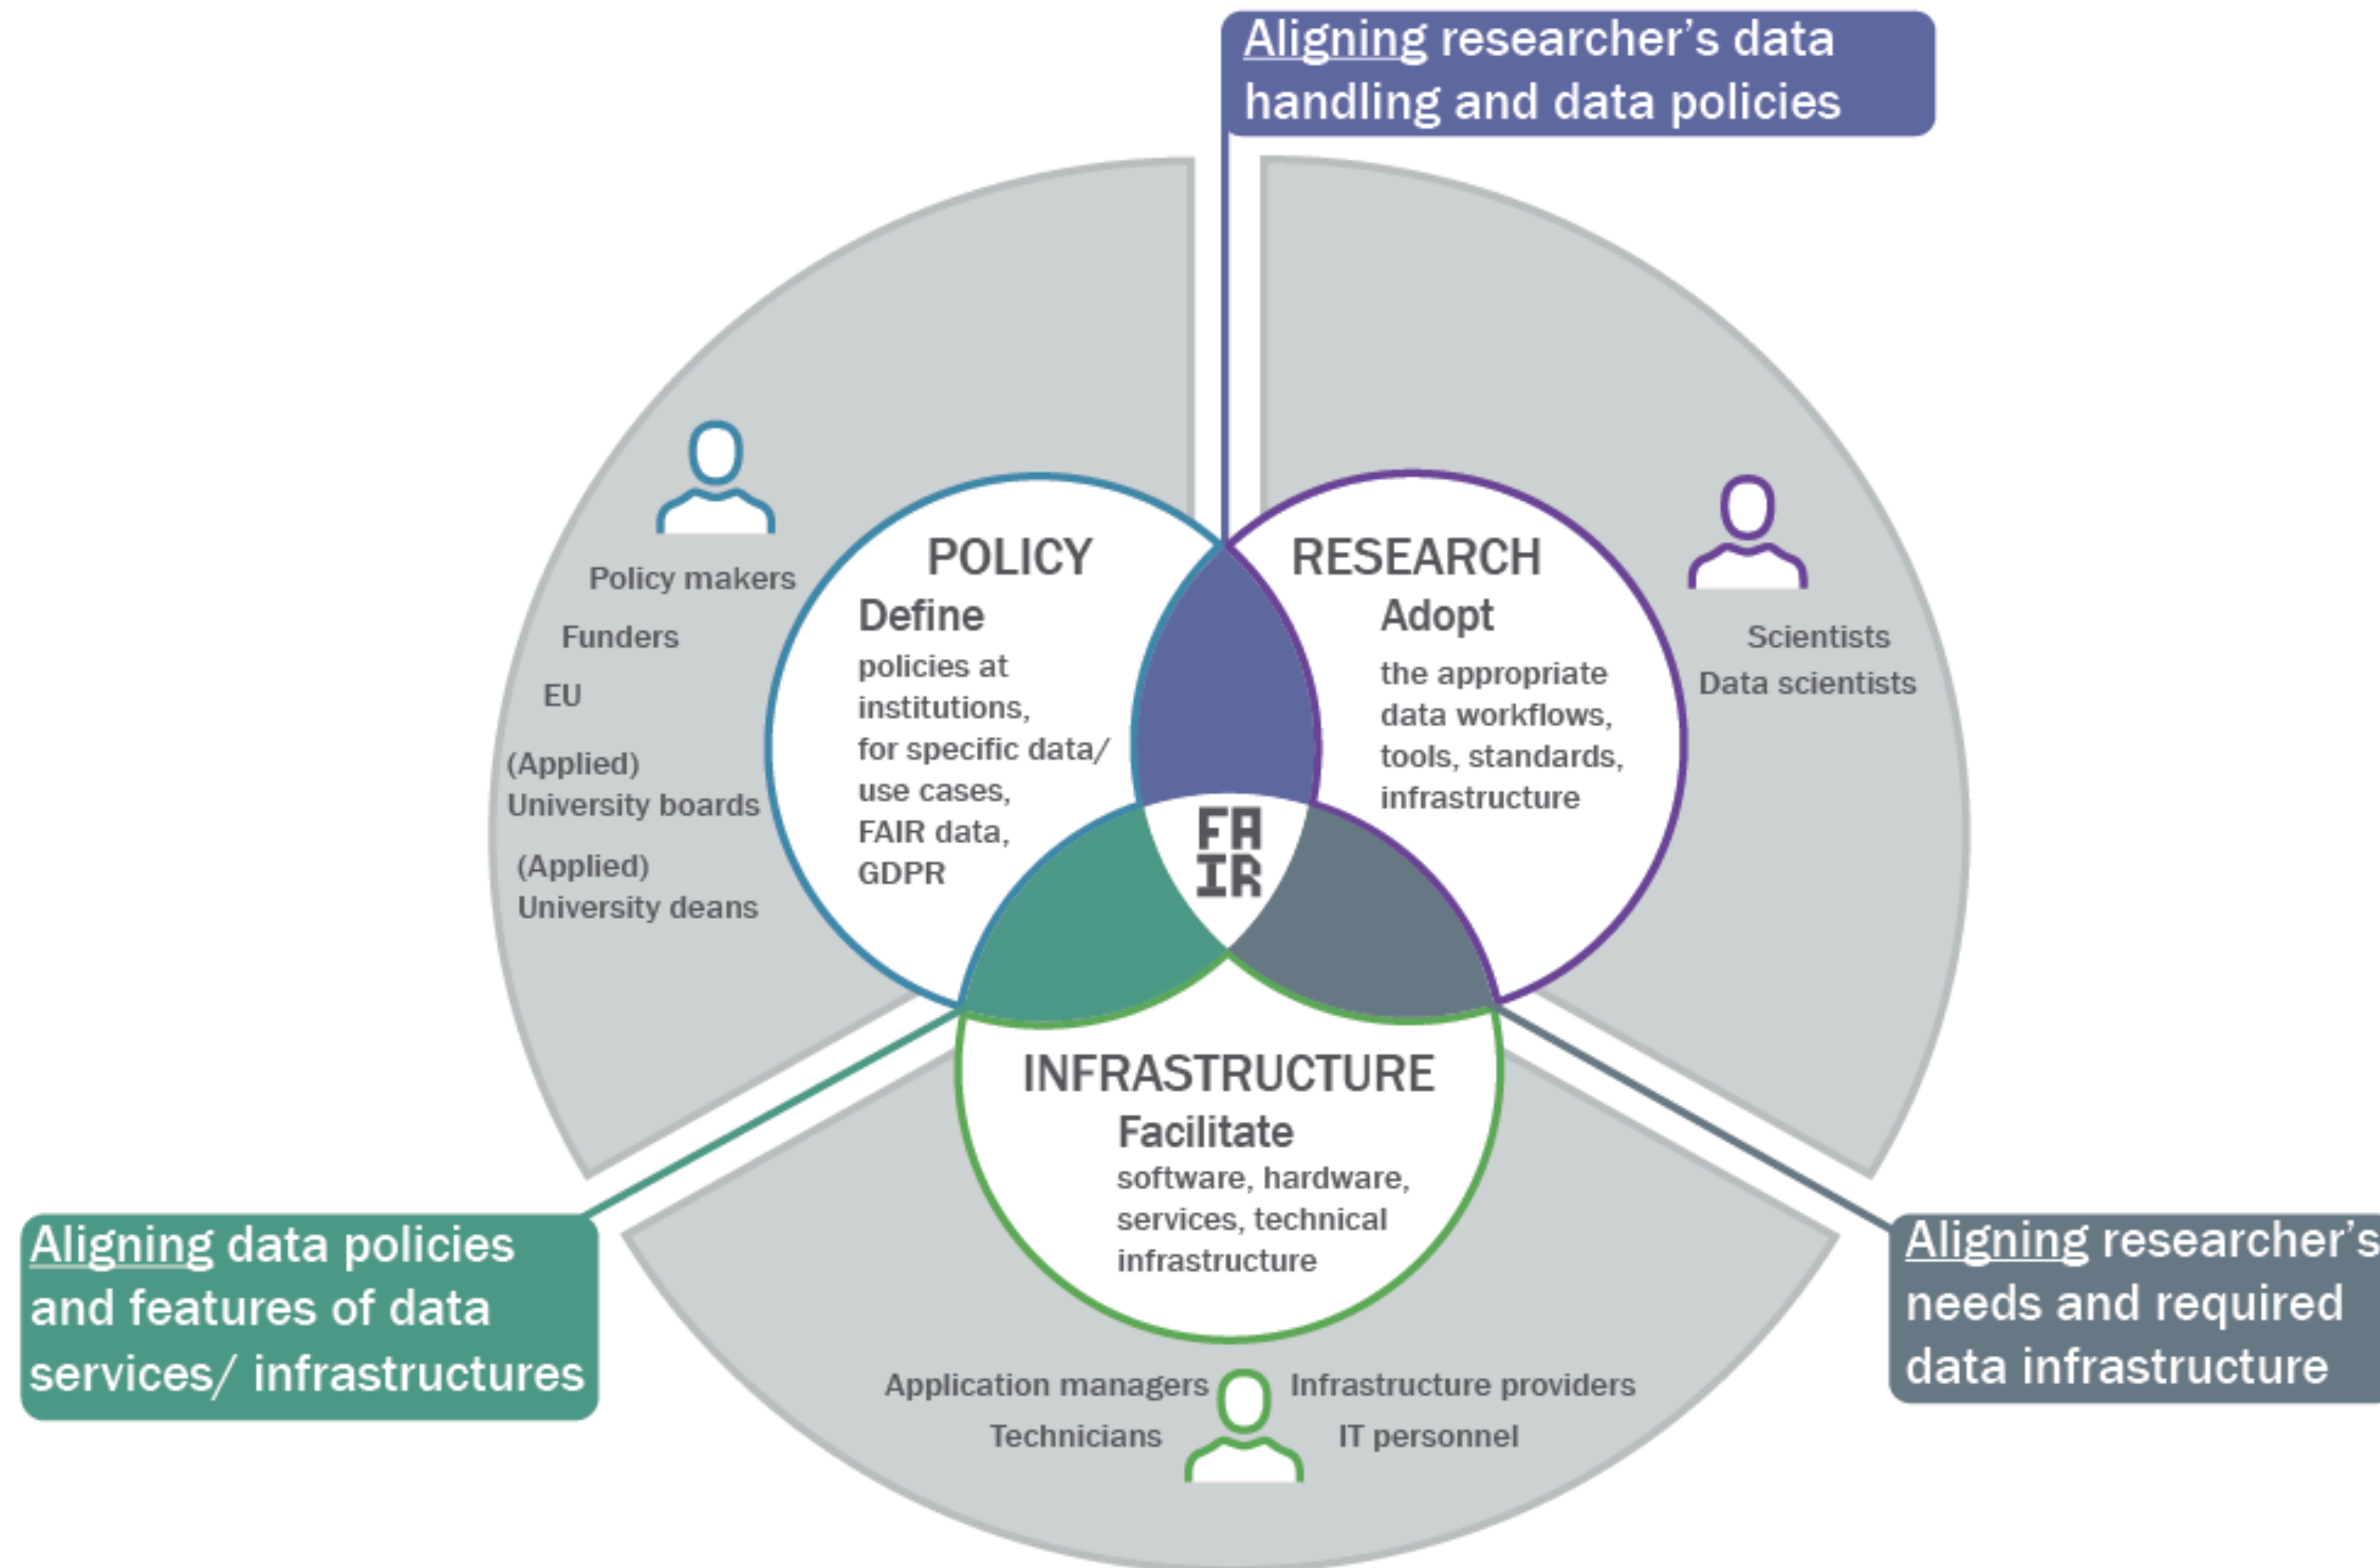 Aligning researcher's data
handling and data policies
Policy makers
Funders
EU
(Applied)
University boards
(Applied)
University deans
POLICY
Define
policies at
institutions,
for specific data/
use cases,
FAIR data,
GDPR
RESEARCH
Adopt
the appropriate
data workflows,
tools, standards,
infrastructure
Scientists
Data scientists
FA
IR
INFRASTRUCTURE
Facilitate
software, hardware,
services, technical
infrastructure
Application managers
Technicians
Infrastructure providers
IT personnel
Aligning data policies
and features of data
services/ infrastructures
Aligning researcher's
needs and required
data infrastructure